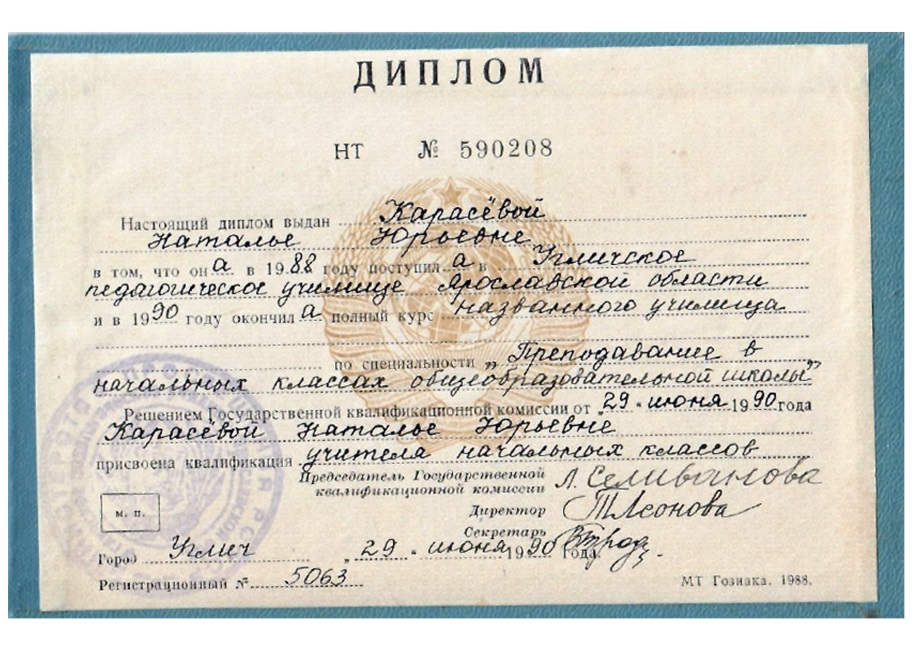 ДИПЛОМ
НТ № 590208
Настоящий диплом выдан Карасёвой
Наталье Юрьевне
в том, что она в 1988 году поступила в Угличское
педагогическое училище Ярославской области
и в 1990 году окончила полный курс названного училища
по специальности „Преподавание в
начальных классах общеобразовательной школы"
Решением Государственной квалификационной комиссии от „29" июня 1990 года
Карасёвой Наталье Юрьевне
присвоена квалификация учителя начальных классов
Председатель Государственной
квалификационной комиссии Л. Селиванова
Директор
Секретарь
м. п.
Город Углич „29" июня 1990 года.
Регистрационный № 5063
МТ Гознака. 1988.